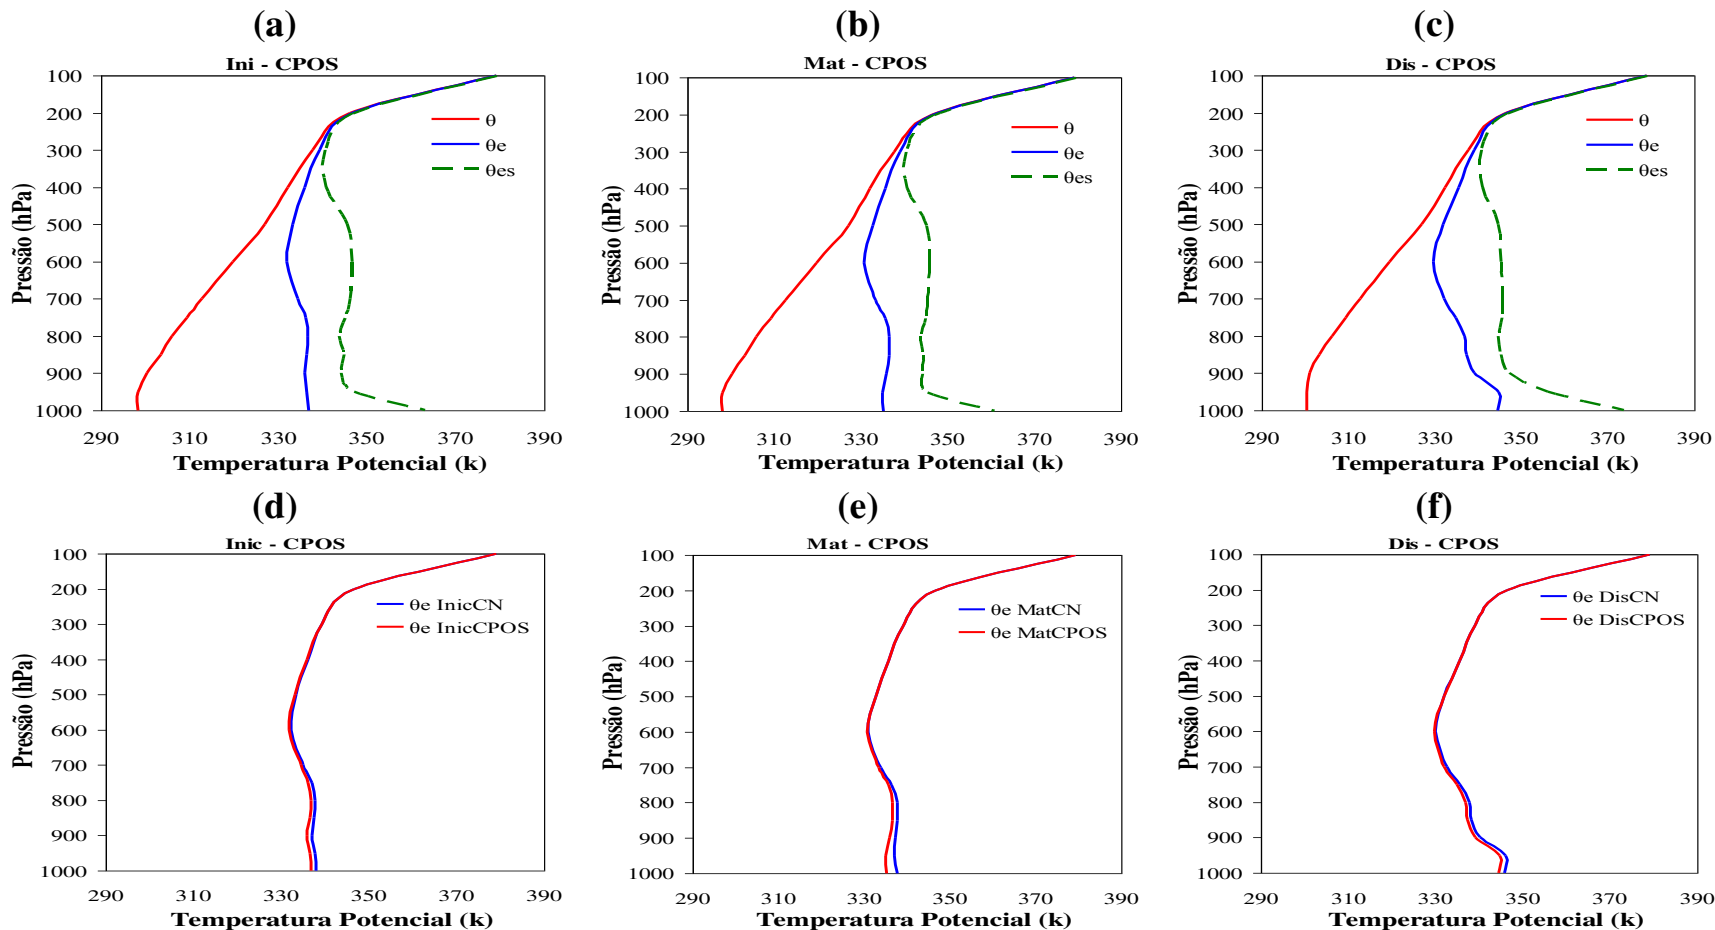 (a)
Ini - CPOS
Pressão (hPa)
100
200
300
400
500
600
700
800
900
1000
θ
θe
θes
290 310 330 350 370 390
Temperatura Potencial (k)
(b)
Mat - CPOS
Pressão (hPa)
100
200
300
400
500
600
700
800
900
1000
θ
θe
θes
290 310 330 350 370 390
Temperatura Potencial (k)
(c)
Dis - CPOS
Pressão (hPa)
100
200
300
400
500
600
700
800
900
1000
θ
θe
θes
290 310 330 350 370 390
Temperatura Potencial (k)
(d)
Inic - CPOS
Pressão (hPa)
100
200
300
400
500
600
700
800
900
1000
θe InicCN
θe InicCPOS
290 310 330 350 370 390
Temperatura Potencial (k)
(e)
Mat - CPOS
Pressão (hPa)
100
200
300
400
500
600
700
800
900
1000
θe MatCN
θe MatCPOS
290 310 330 350 370 390
Temperatura Potencial (k)
(f)
Dis - CPOS
Pressão (hPa)
100
200
300
400
500
600
700
800
900
1000
θe DisCN
θe DisCPOS
290 310 330 350 370 390
Temperatura Potencial (k)